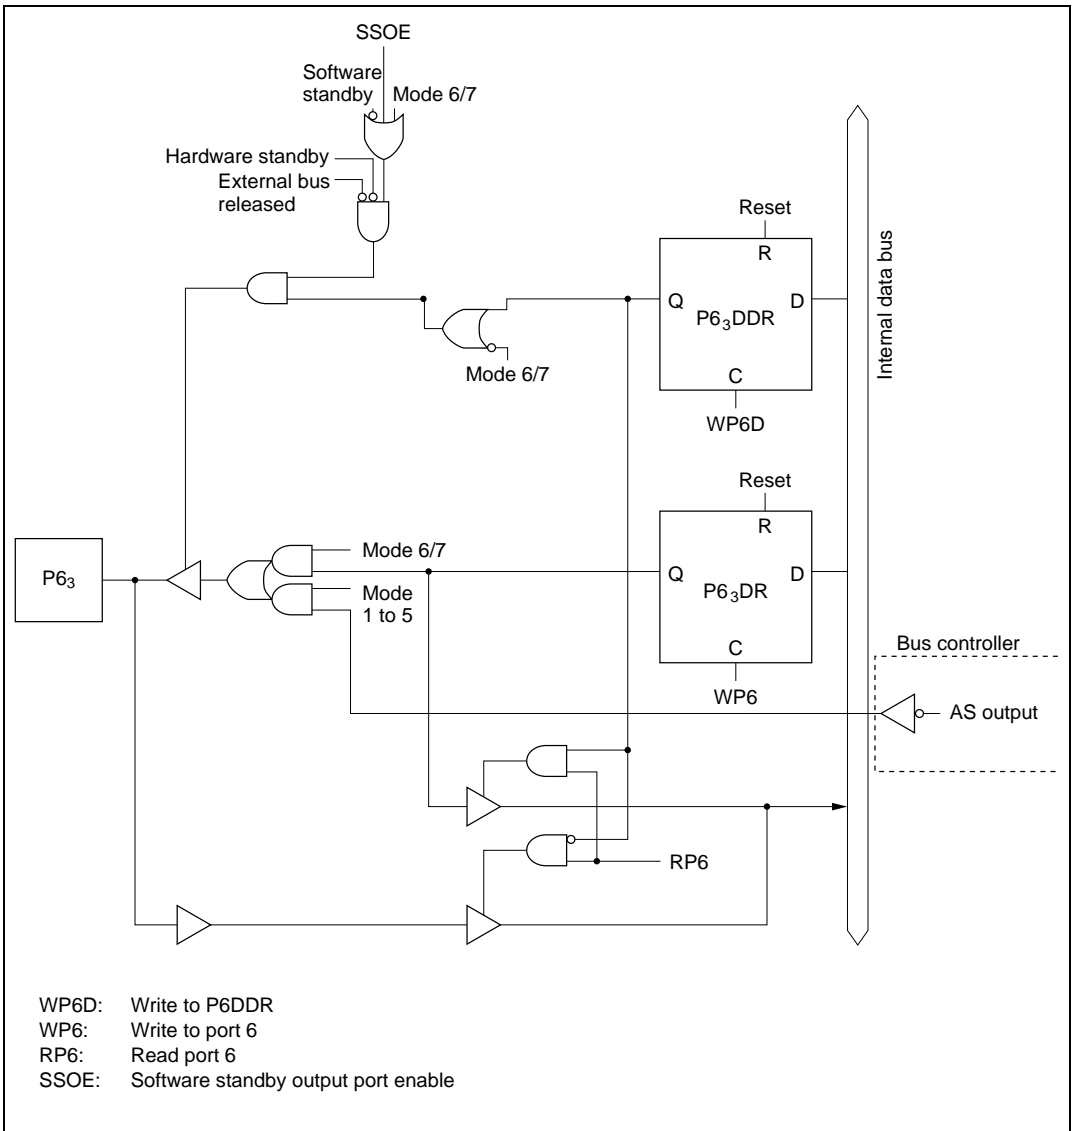 SSOE
Software
standby
Mode 6/7
Hardware standby
External bus
released
Reset
R
Q
D
P6₃DDR
C
WP6D
Mode 6/7
Internal data bus
Reset
R
Q
D
P6₃DR
C
WP6
P6₃
Mode 6/7
Mode
1 to 5
Bus controller
AS output
RP6
WP6D: Write to P6DDR
WP6: Write to port 6
RP6: Read port 6
SSOE: Software standby output port enable